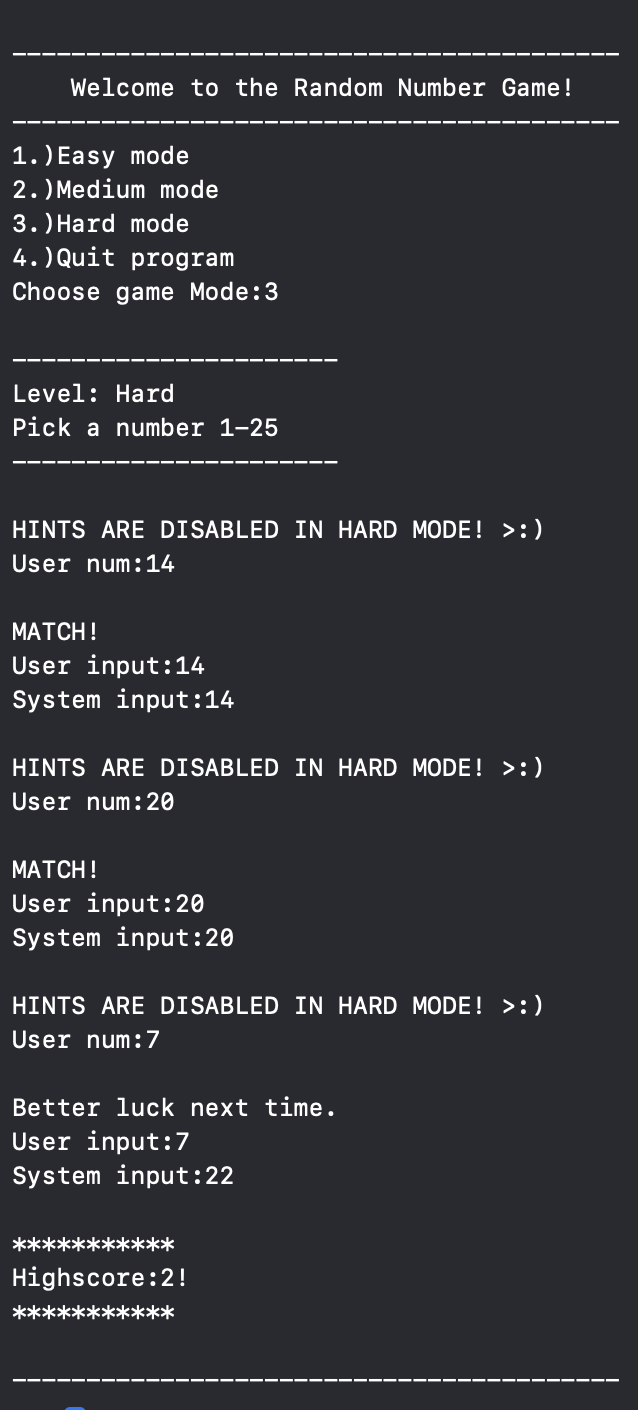 -----------------------------------------
Welcome to the Random Number Game!
-----------------------------------------
1.)Easy mode
2.)Medium mode
3.)Hard mode
4.)Quit program
Choose game Mode:3
----------------------
Level: Hard
Pick a number 1-25
----------------------
HINTS ARE DISABLED IN HARD MODE! >:)
User num:14
MATCH!
User input:14
System input:14
HINTS ARE DISABLED IN HARD MODE! >:)
User num:20
MATCH!
User input:20
System input:20
HINTS ARE DISABLED IN HARD MODE! >:)
User num:7
Better luck next time.
User input:7
System input:22
***********
Highscore:2!
***********
-----------------------------------------